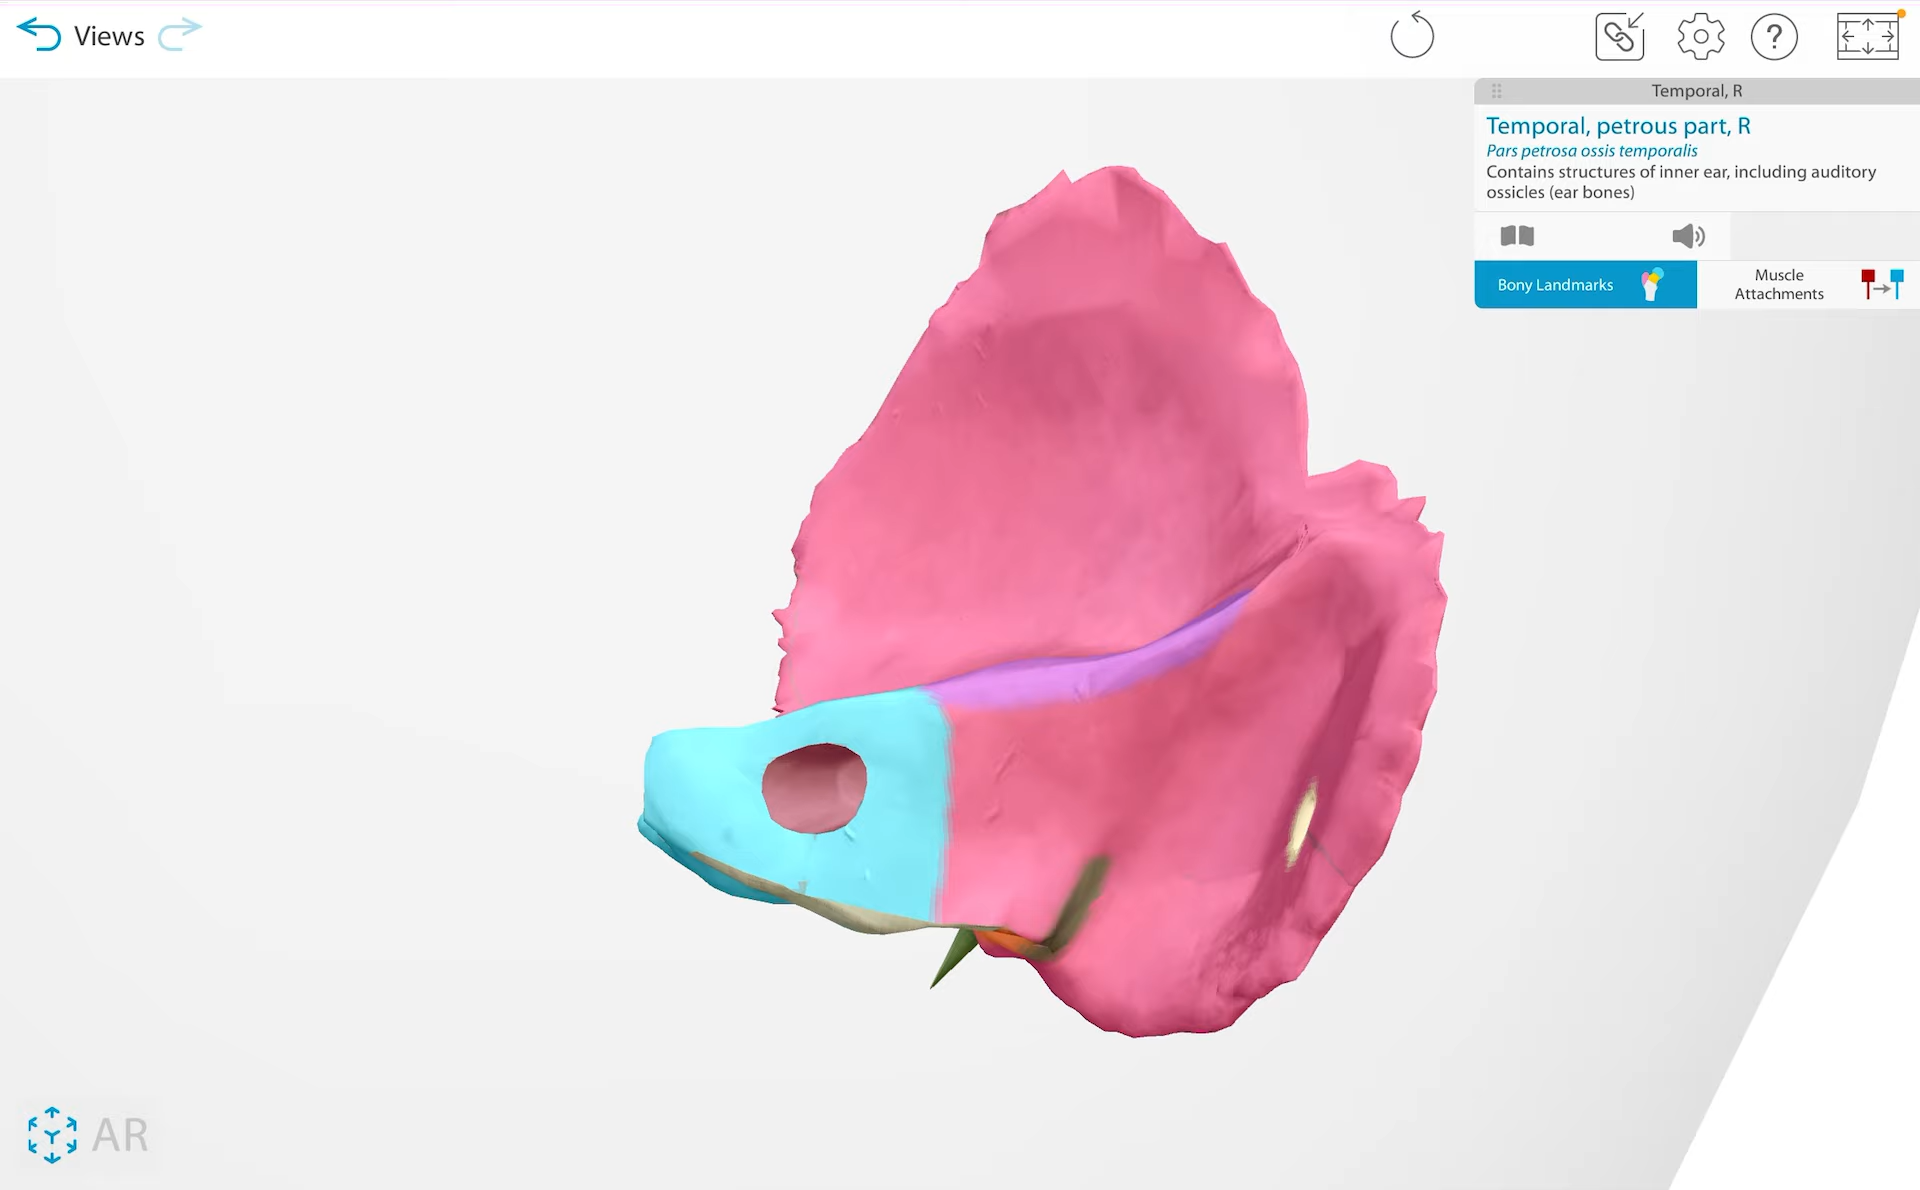 Views
?
Temporal, R
Temporal, petrous part, R
Pars petrosa ossis temporalis
Contains structures of inner ear, including auditory
ossicles (ear bones)
Bony Landmarks
Muscle
Attachments
AR